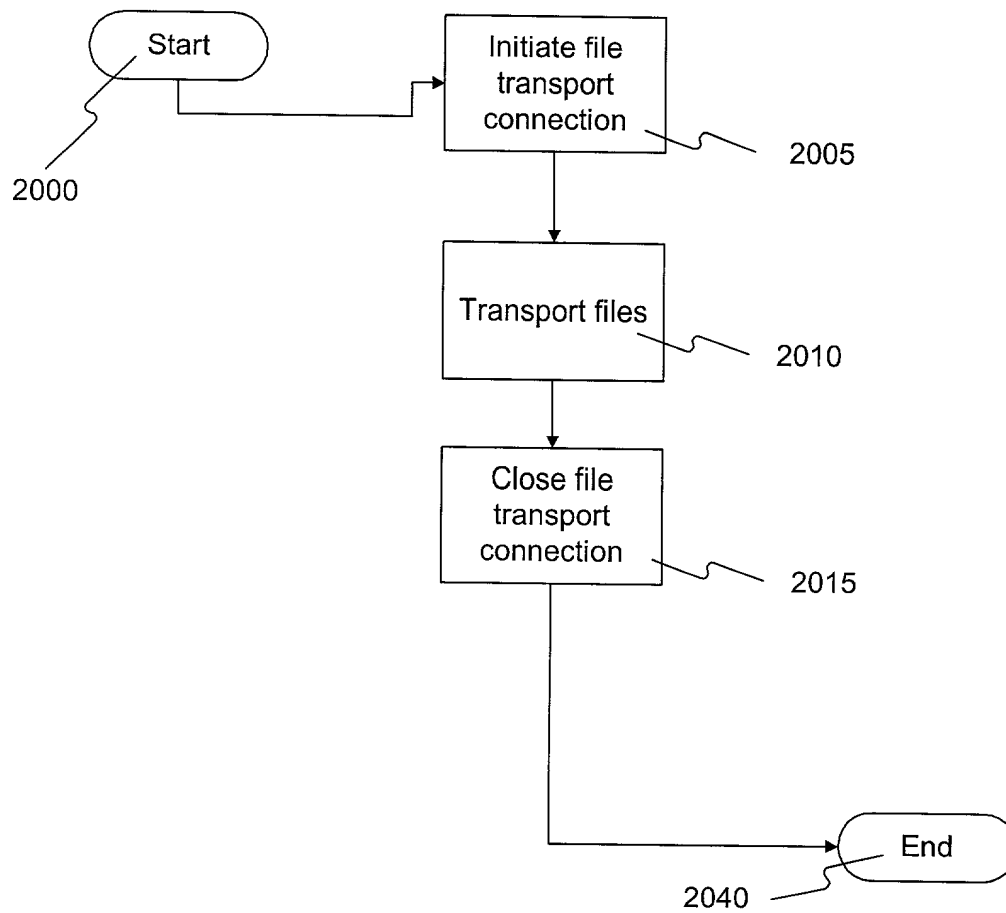 Start
2000
Initiate file
transport
connection
2005
Transport files
2010
Close file
transport
connection
2015
End
2040